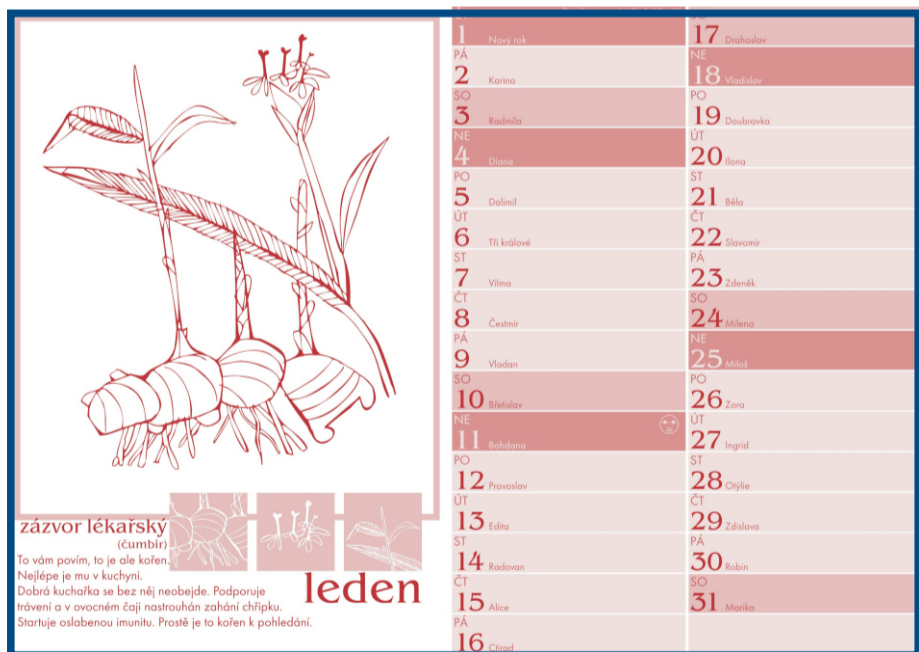 zázvor lékařský
(čumbír)
To vám povím, to je ale kořen.
Nejlépe je mu v kuchyni.
Dobrá kuchařka se bez něj neobejde. Podporuje
trávení a v ovocném čaji nastrouhán zahání chřipku.
Startuje oslabenou imunitu. Prostě je to kořen k pohledání.
leden
1 Nový rok
PÁ
2 Karina
SO
3 Radmila
NE
4 Diana
PO
5 Dalimil
ÚT
6 Tři králové
ST
7 Vilma
ČT
8 Čestmír
PÁ
9 Vladan
SO
10 Břetislav
NE
11 Bohdana
PO
12 Pravoslav
ÚT
13 Edita
ST
14 Radovan
ČT
15 Alice
PÁ
16 Ctirad
17 Drahoslav
NE
18 Vladislav
PO
19 Doubravka
ÚT
20 Ilona
ST
21 Běla
ČT
22 Slavomír
PÁ
23 Zdeněk
SO
24 Milena
NE
25 Miloš
PO
26 Zora
ÚT
27 Ingrid
ST
28 Otýlie
ČT
29 Zdislava
PÁ
30 Robin
SO
31 Marika